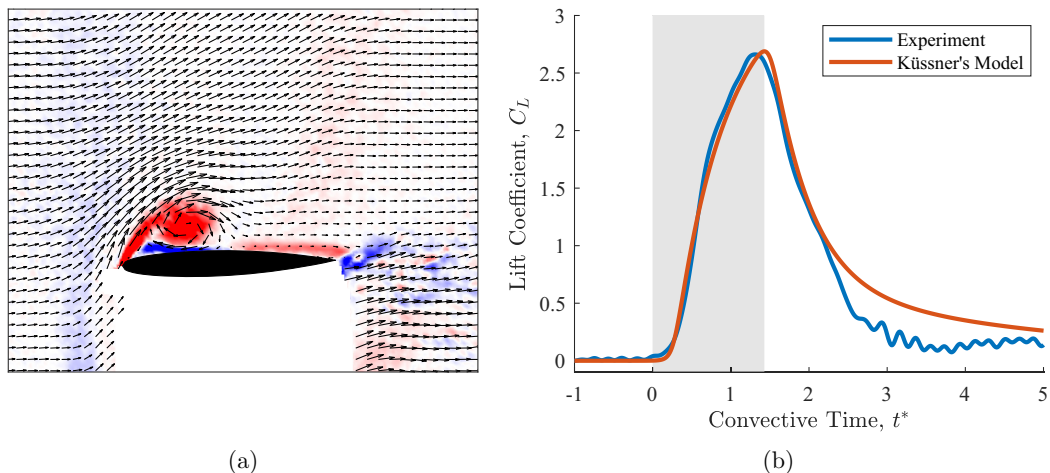 3
2.5
2
1.5
1
0.5
0
-1 0 1 2 3 4 5
Lift Coefficient, C_L
Convective Time, t*
Experiment
Küssner's Model
(a)
(b)